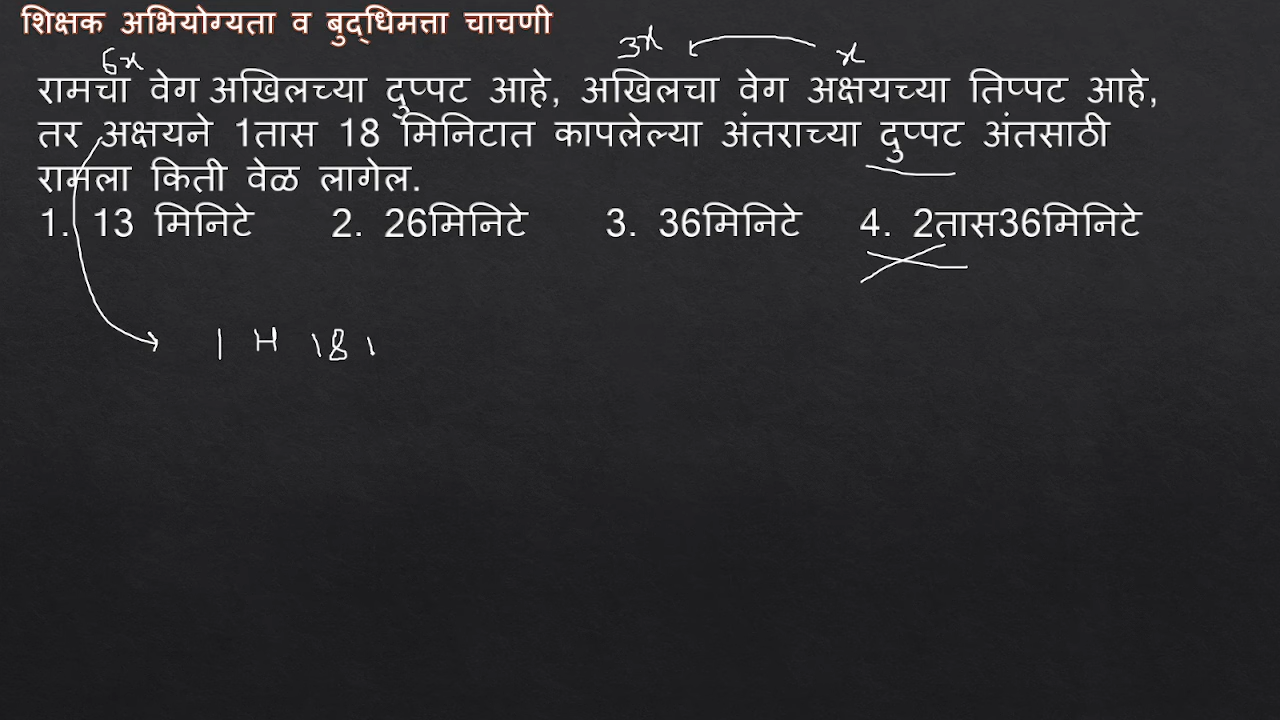 शिक्षक अभियोग्यता व बुद्धिमत्ता चाचणी
6x 3x x
रामचा वेग अखिलच्या दुप्पट आहे, अखिलचा वेग अक्षयच्या तिप्पट आहे,
तर अक्षयने 1तास 18 मिनिटात कापलेल्या अंतराच्या दुप्पट अंतसाठी
रामला किती वेळ लागेल.
1. 13 मिनिटे 2. 26मिनिटे 3. 36मिनिटे 4. 2तास36मिनिटे
1 H 18 1